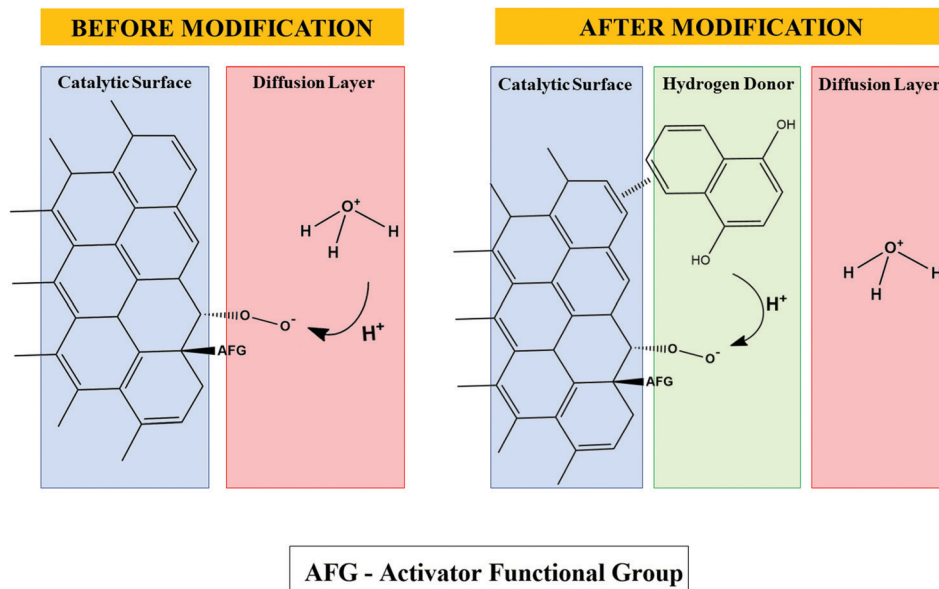 BEFORE MODIFICATION
Catalytic Surface
Diffusion Layer
O+
H
H
H
H+
O
O-
AFG
AFTER MODIFICATION
Catalytic Surface
Hydrogen Donor
Diffusion Layer
OH
HO
H+
O
O-
AFG
O+
H
H
H
AFG - Activator Functional Group